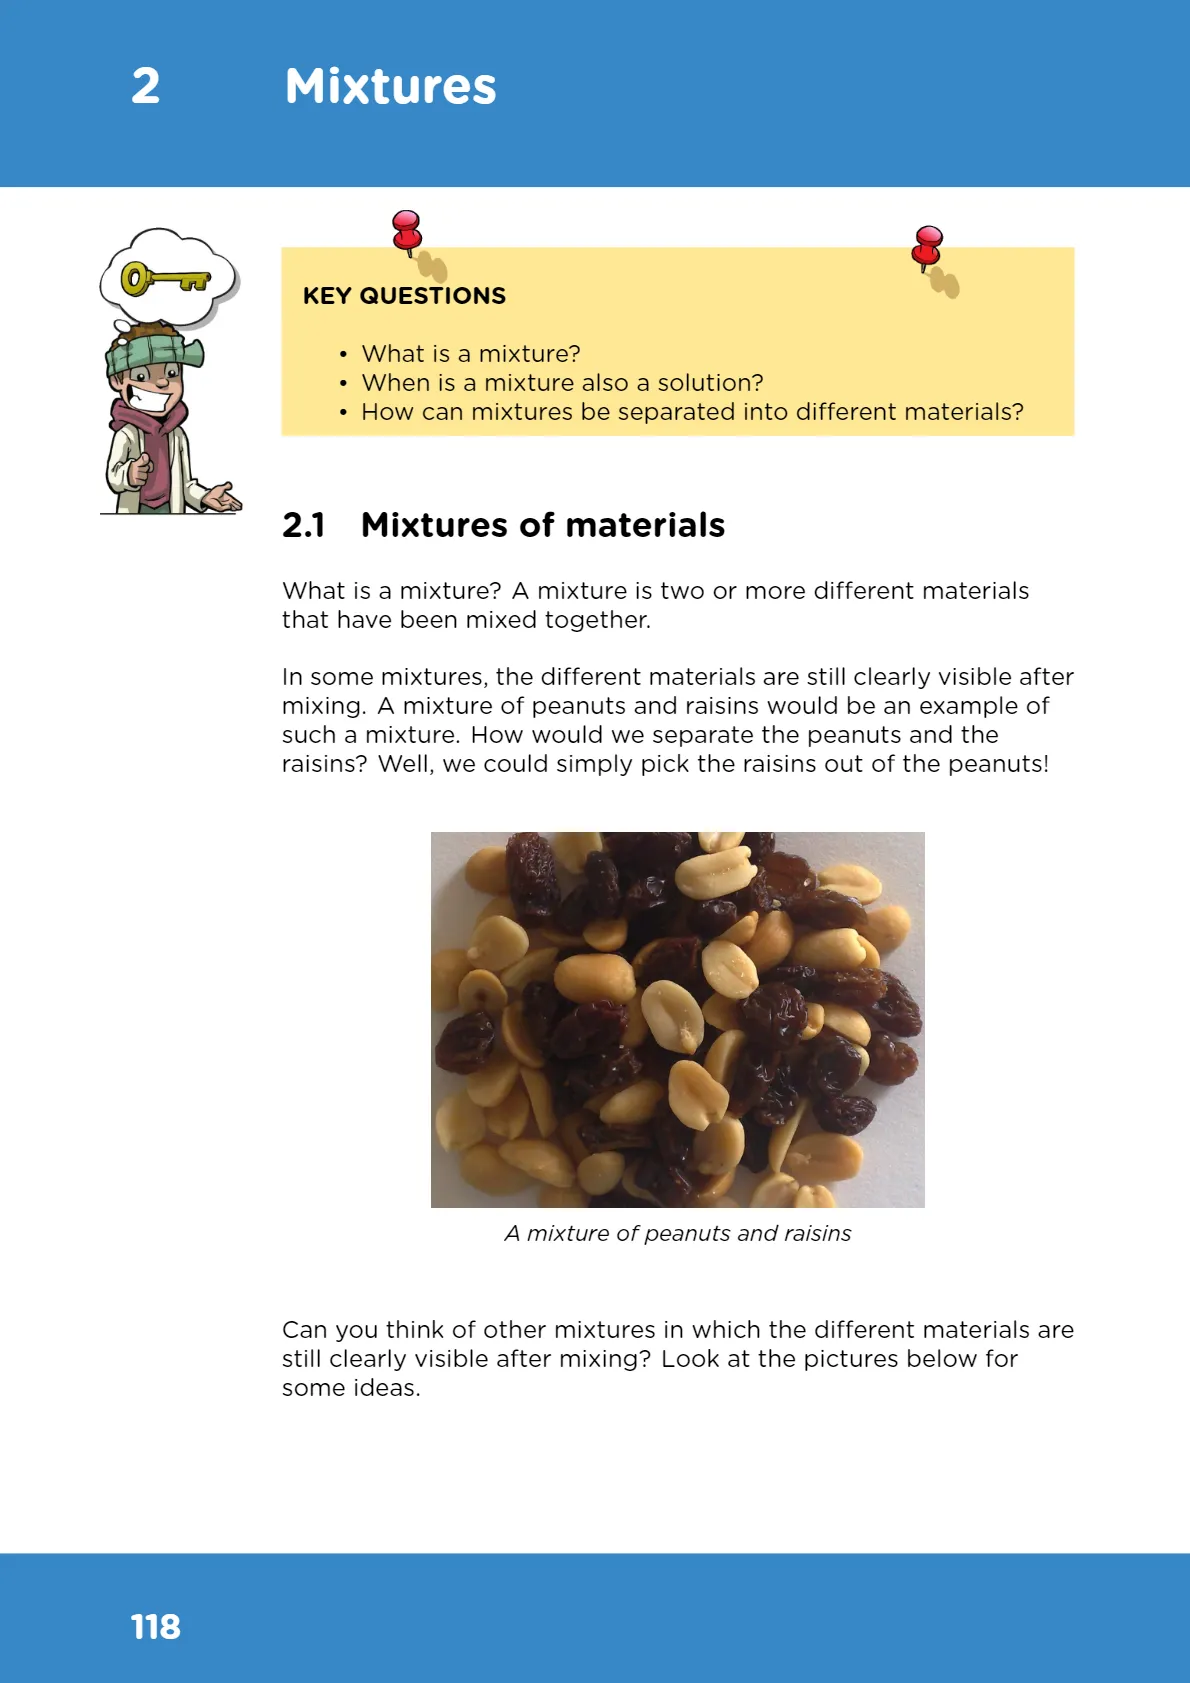 2 Mixtures
KEY QUESTIONS
• What is a mixture?
• When is a mixture also a solution?
• How can mixtures be separated into different materials?
2.1 Mixtures of materials
What is a mixture? A mixture is two or more different materials
that have been mixed together.
In some mixtures, the different materials are still clearly visible after
mixing. A mixture of peanuts and raisins would be an example of
such a mixture. How would we separate the peanuts and the
raisins? Well, we could simply pick the raisins out of the peanuts!
A mixture of peanuts and raisins
Can you think of other mixtures in which the different materials are
still clearly visible after mixing? Look at the pictures below for
some ideas.
118